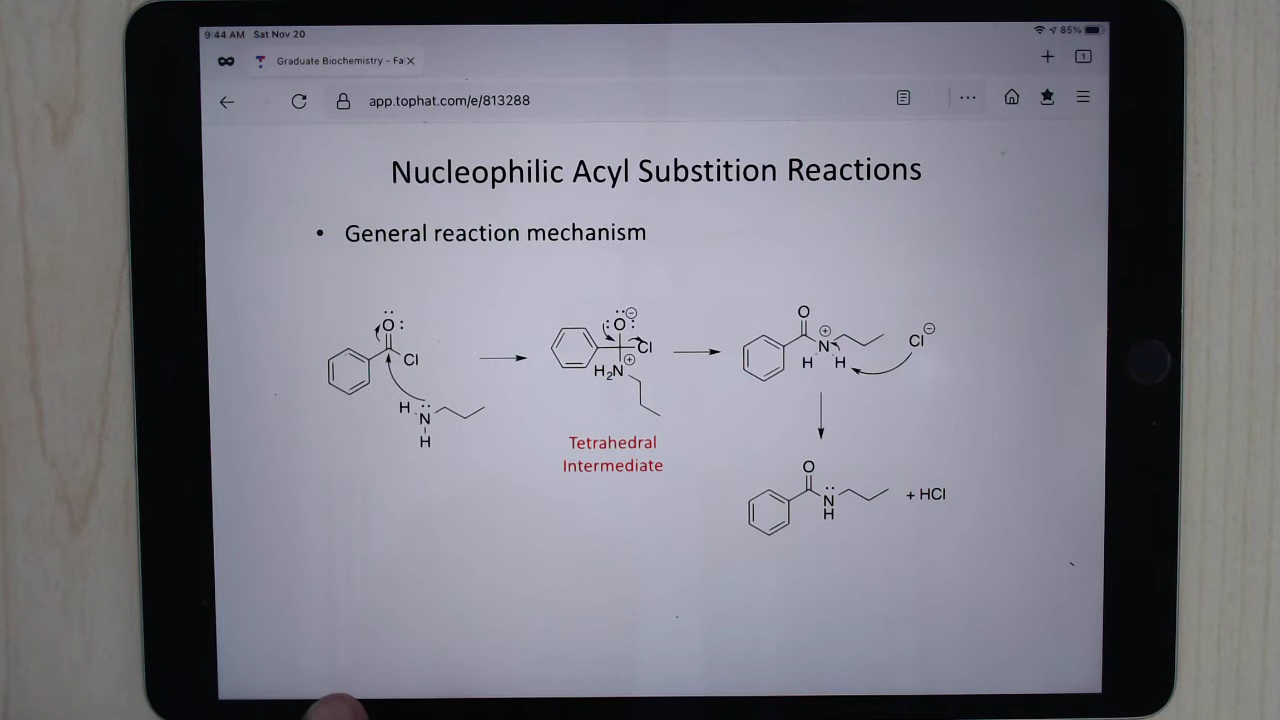 9:44 AM Sat Nov 20
85%
Graduate Biochemistry - Fa
app.tophat.com/e/813288
1
Nucleophilic Acyl Substition Reactions
• General reaction mechanism
O
Cl
H
N
H
O
Cl
H₂N
Tetrahedral
Intermediate
O
N
H H
Cl
O
N
H
+ HCl